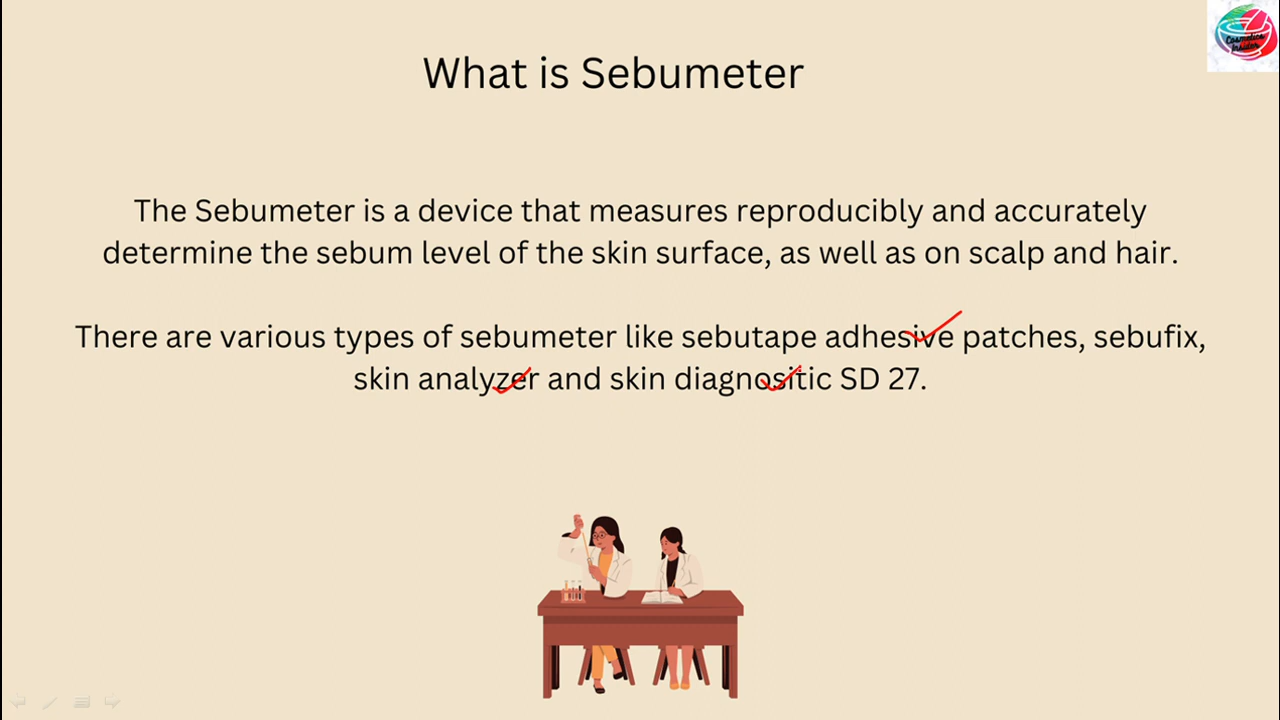 Cosmetics
Insider
What is Sebumeter
The Sebumeter is a device that measures reproducibly and accurately
determine the sebum level of the skin surface, as well as on scalp and hair.
There are various types of sebumeter like sebutape adhesive patches, sebufix,
skin analyzer and skin diagnositic SD 27.